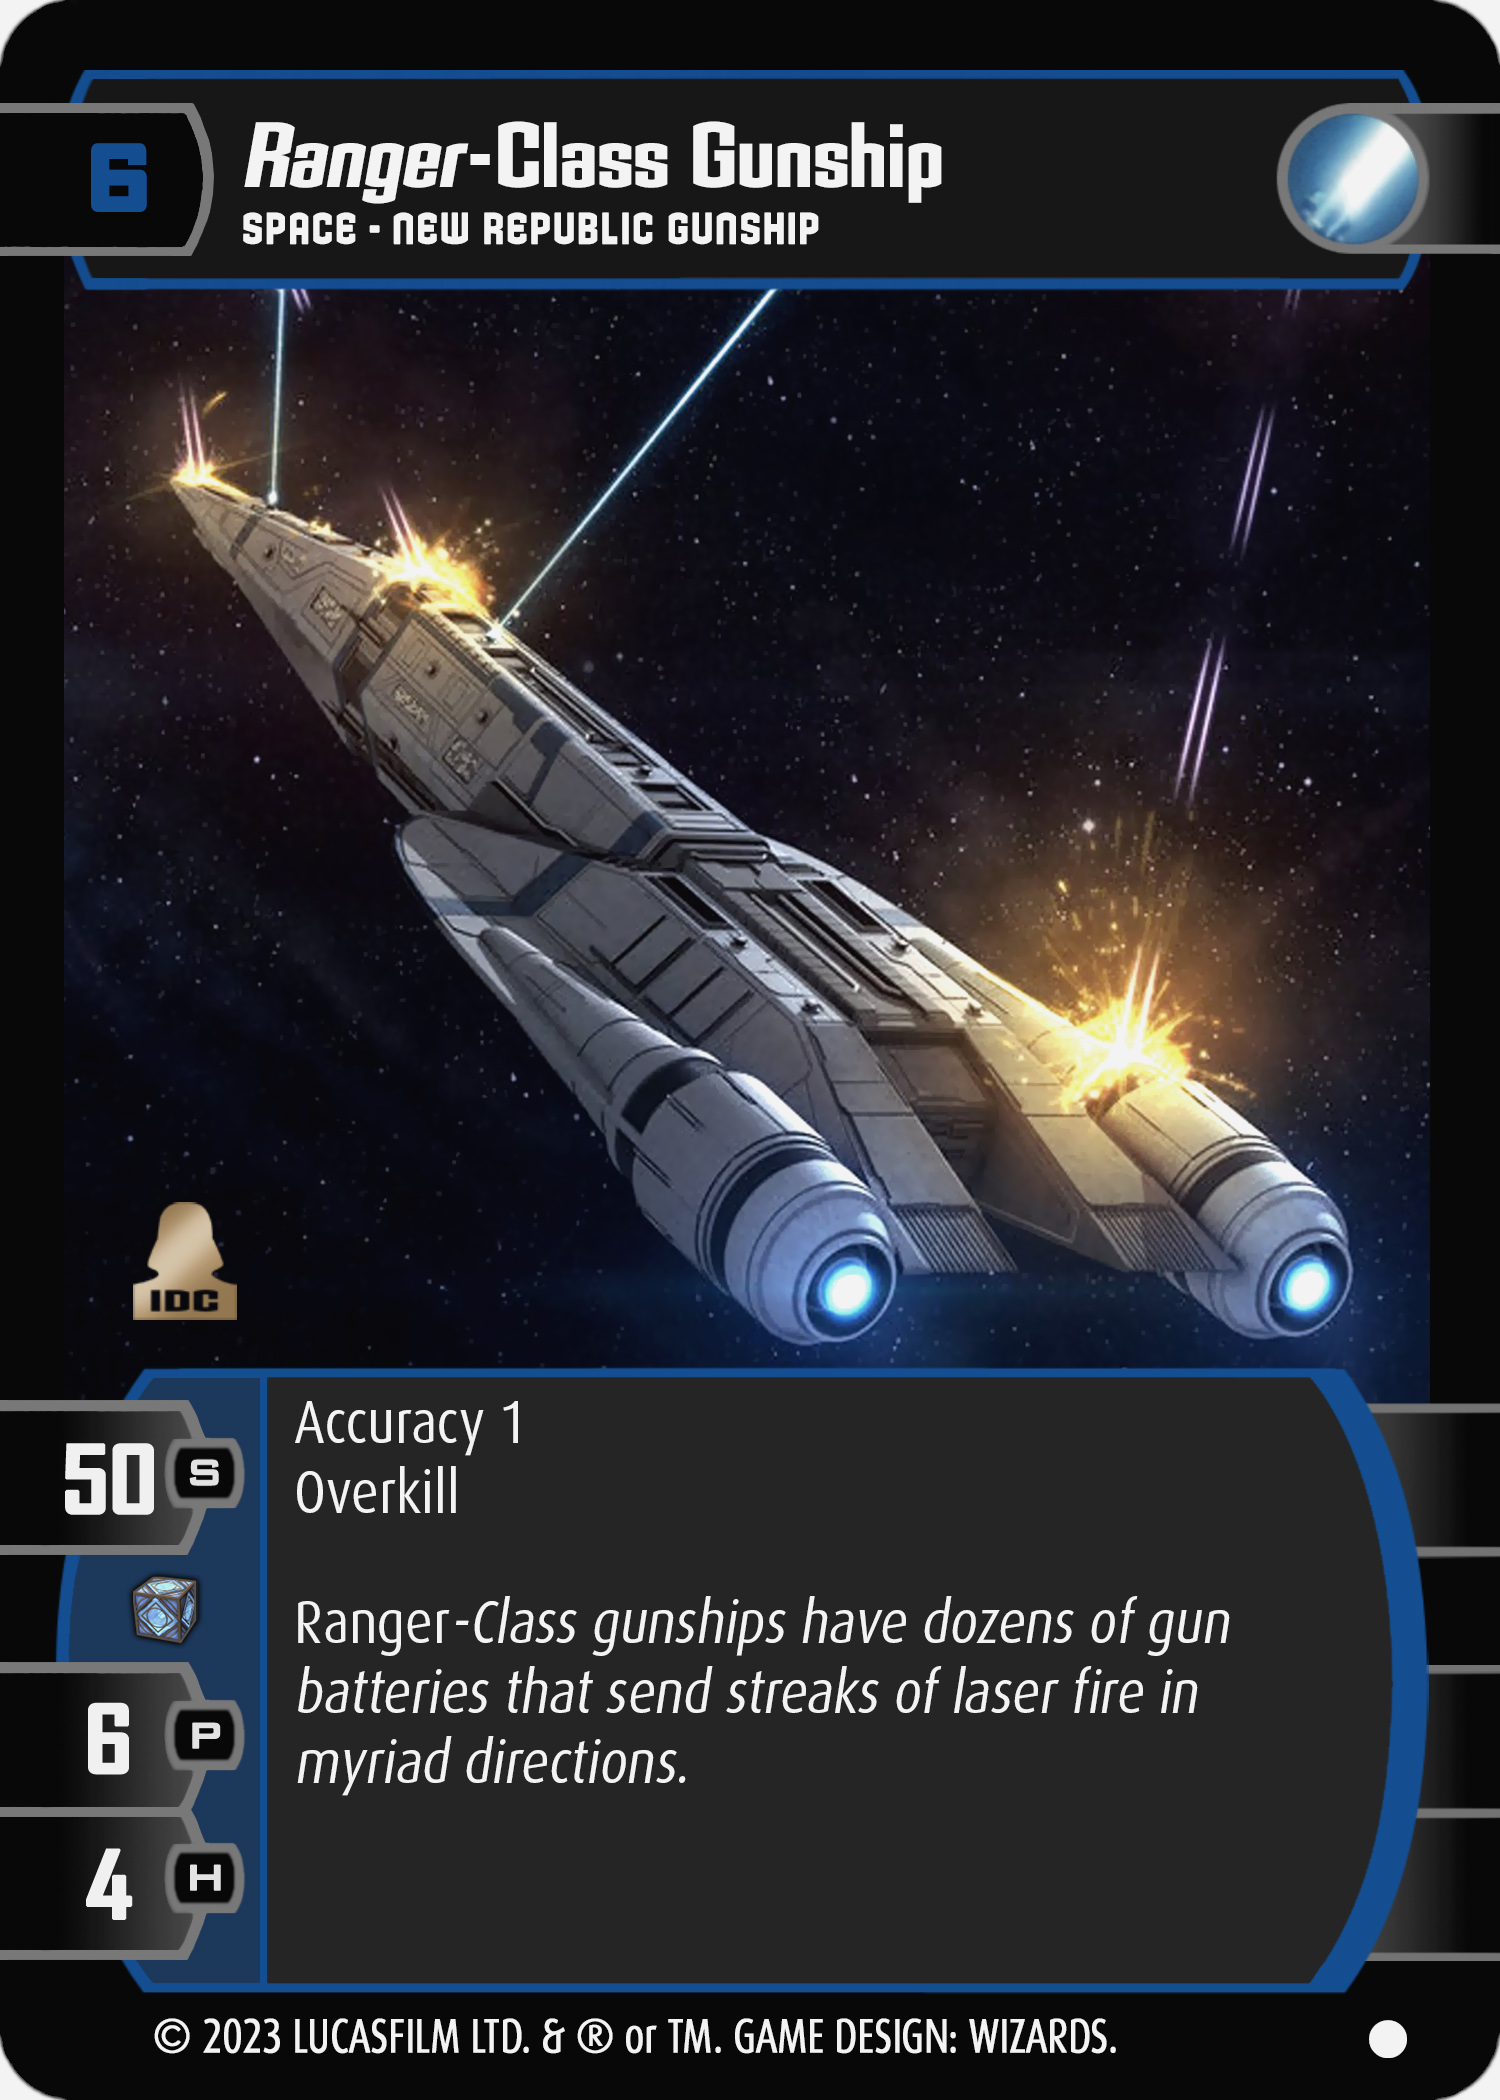 6
Ranger-Class Gunship
SPACE - NEW REPUBLIC GUNSHIP
IDC
50 S
6 P
4 H
Accuracy 1
Overkill
Ranger-Class gunships have dozens of gun
batteries that send streaks of laser fire in
myriad directions.
© 2023 LUCASFILM LTD. & ® or TM. GAME DESIGN: WIZARDS.